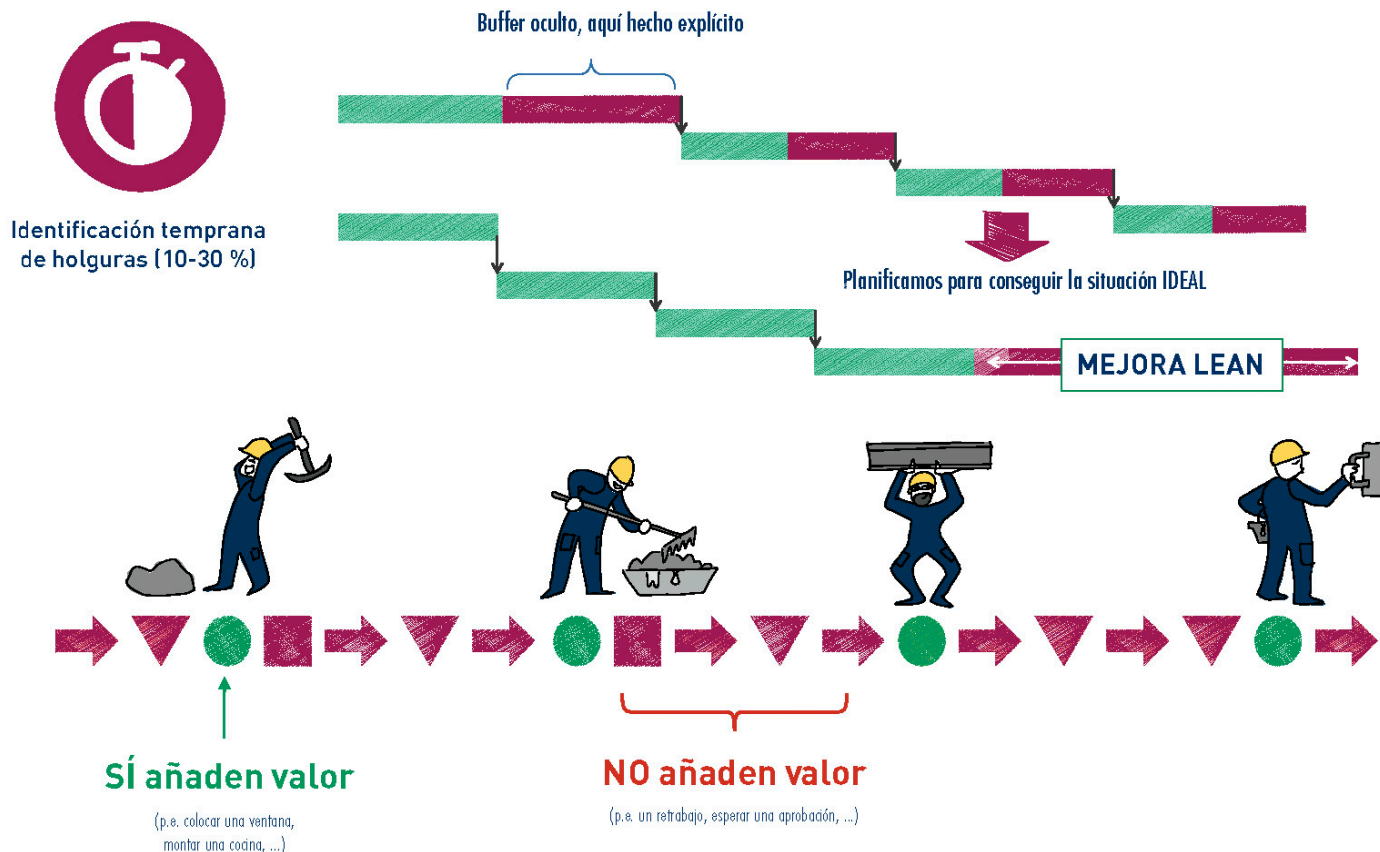 Buffer oculto, aquí hecho explícito
Identificación temprana
de holguras (10-30 %)
Planificamos para conseguir la situación IDEAL
MEJORA LEAN
SÍ añaden valor
(p.e. colocar una ventana,
montar una cocina, ...)
NO añaden valor
(p.e. un retrabajo, esperar una aprobación, ...)